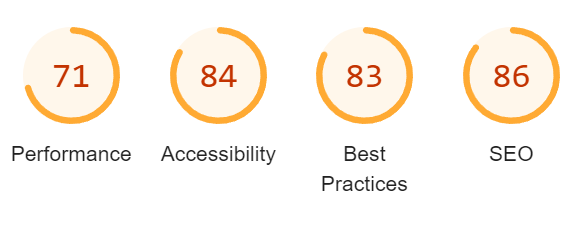 71 84 83 86
Performance Accessibility Best SEO
Practices